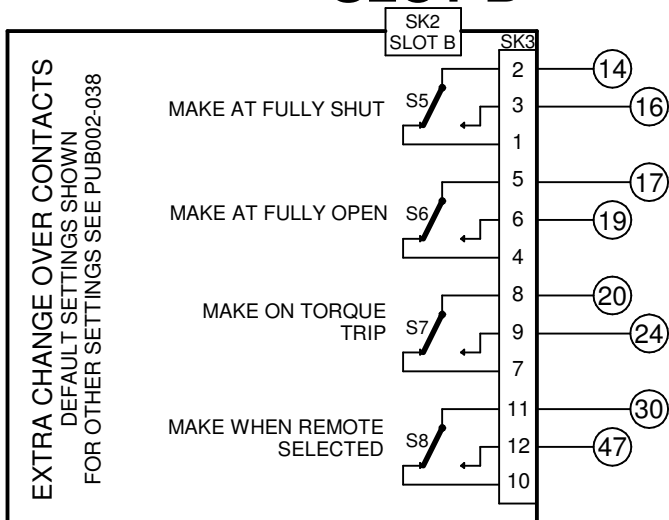 SK2
SLOT B
SK3
EXTRA CHANGE OVER CONTACTS
DEFAULT SETTINGS SHOWN
FOR OTHER SETTINGS SEE PUB002-038
MAKE AT FULLY SHUT
S5
2
14
3
16
1
MAKE AT FULLY OPEN
S6
5
17
6
19
4
MAKE ON TORQUE
TRIP
S7
8
20
9
24
7
MAKE WHEN REMOTE
SELECTED
S8
11
30
12
47
10